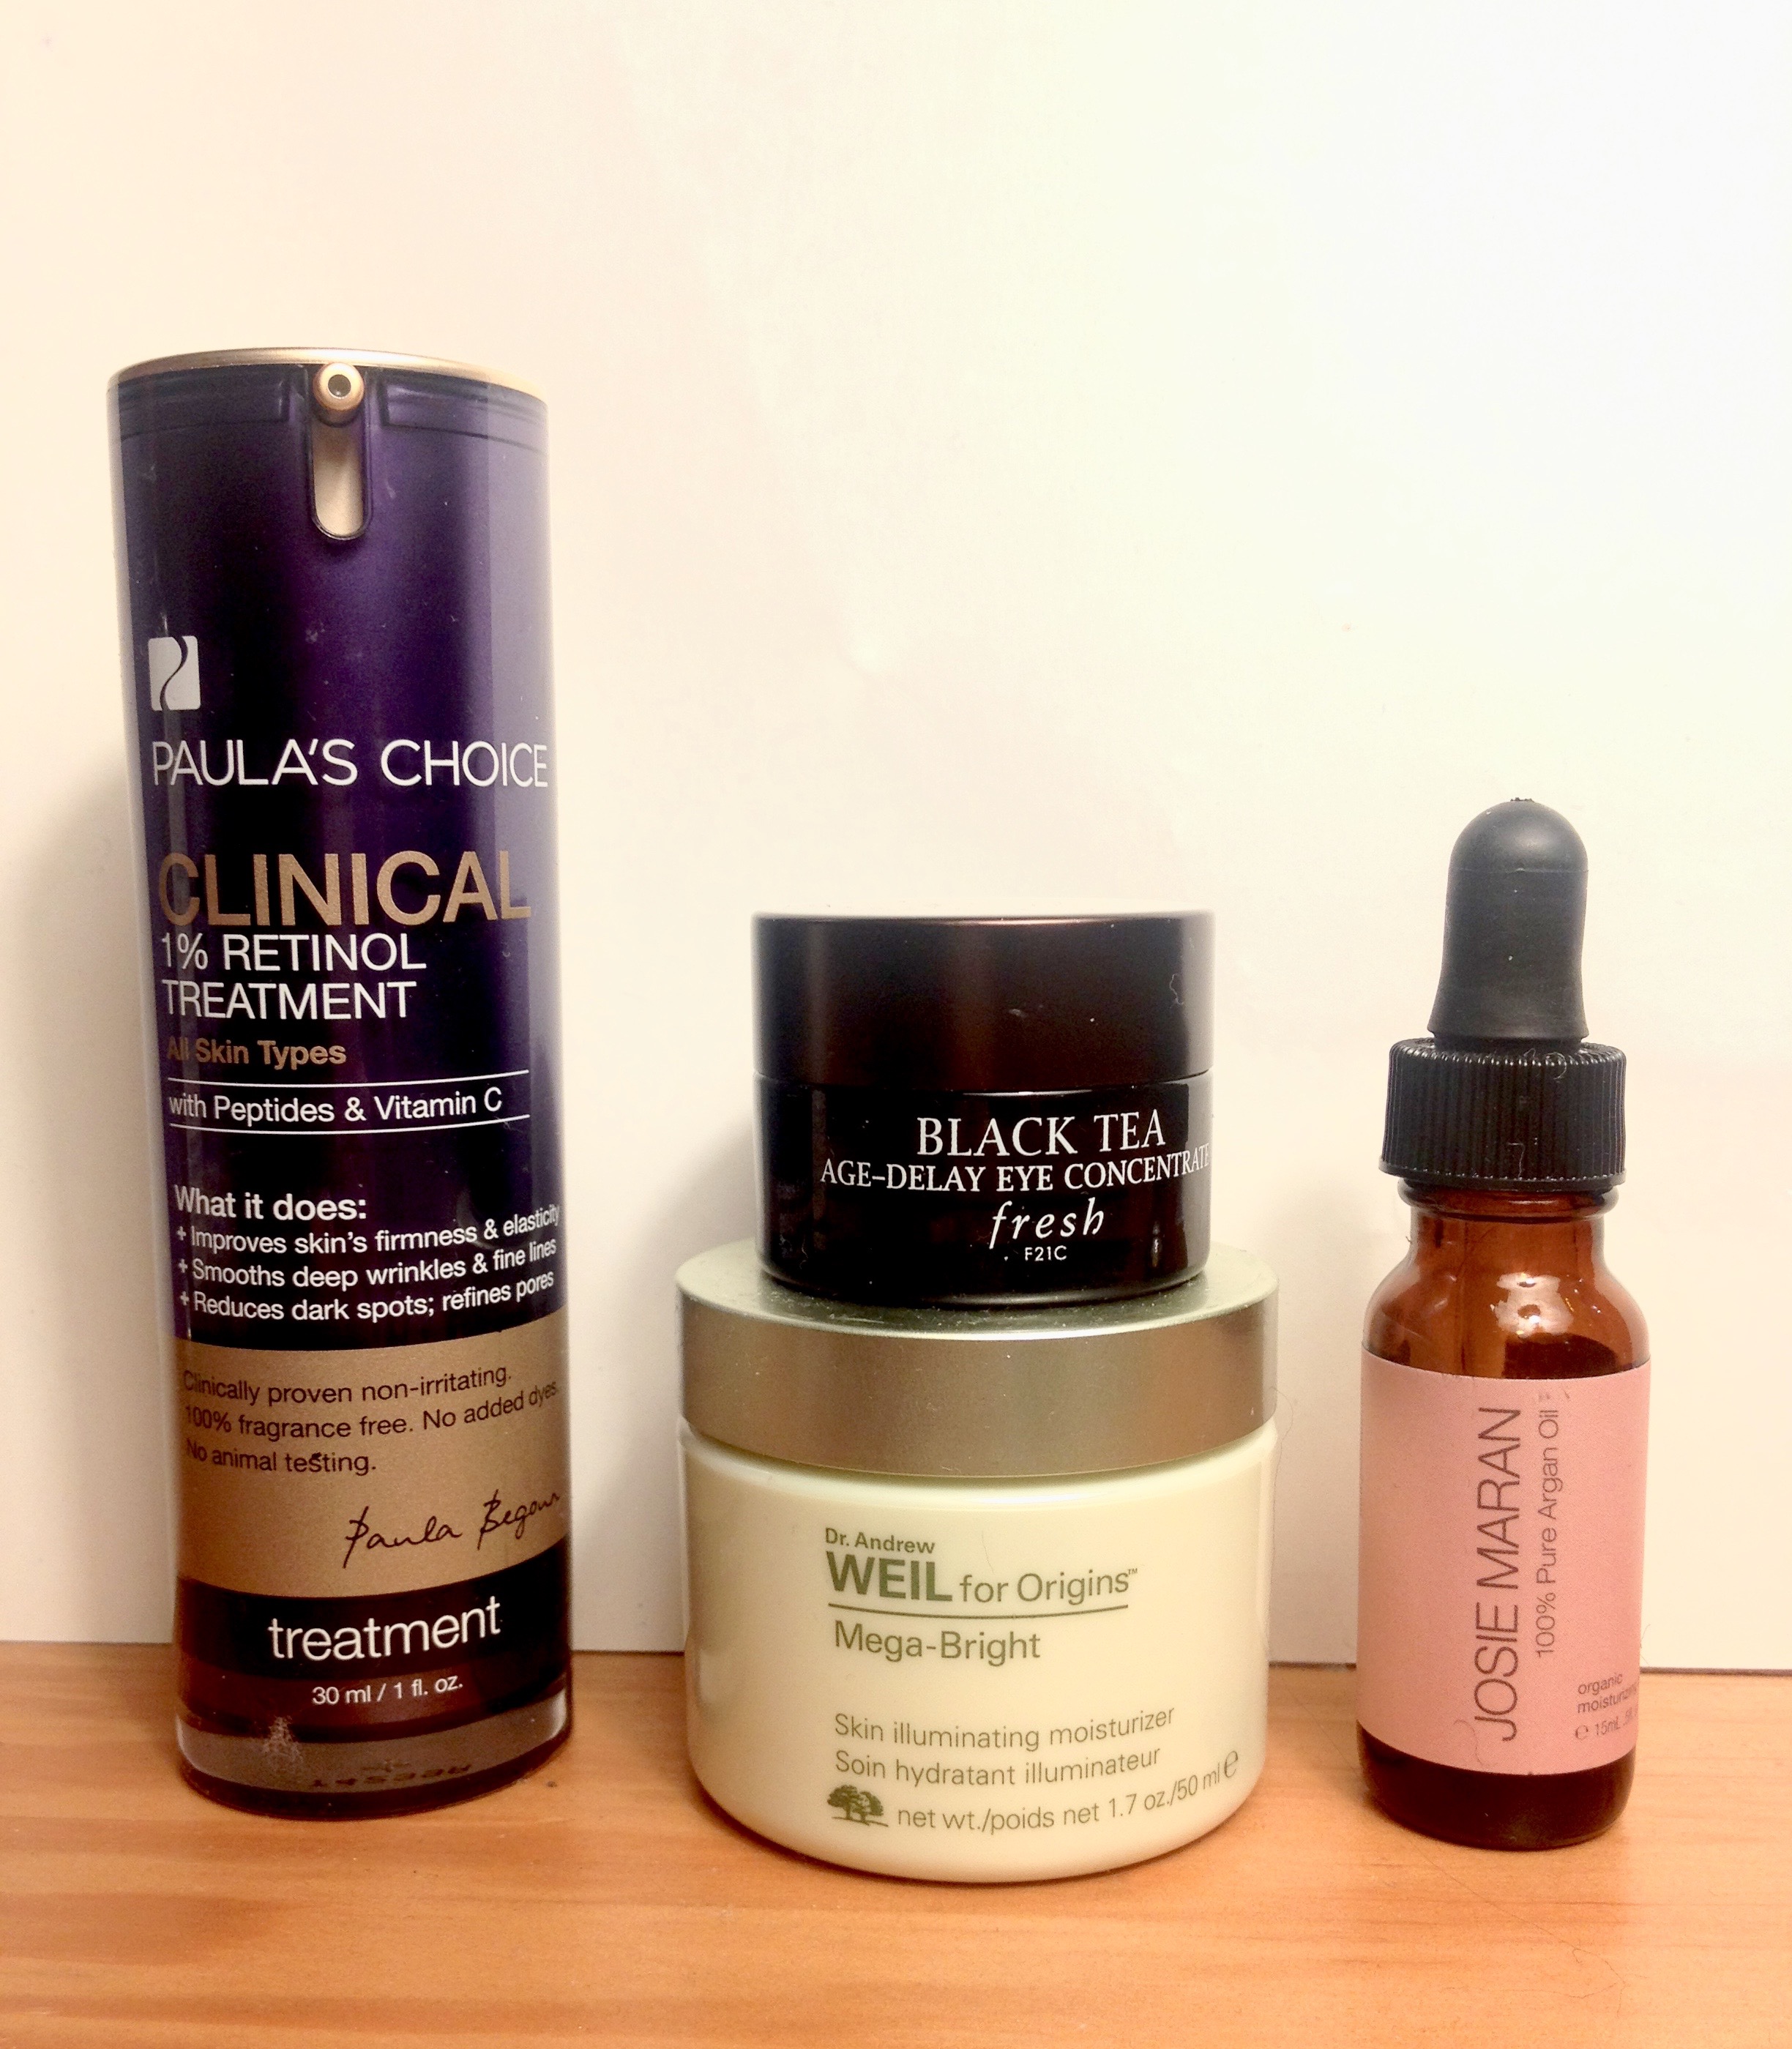 PAULA'S CHOICE
CLINICAL
1% RETINOL
TREATMENT
All Skin Types
with Peptides & Vitamin C
What it does:
+ Improves skin's firmness & elasticity
+ Smooths deep wrinkles & fine lines
+ Reduces dark spots; refines pores
Clinically proven non-irritating.
100% fragrance free. No added dyes.
No animal testing.
Paula Begoun
treatment
30 ml / 1 fl. oz.
BLACK TEA
AGE-DELAY EYE CONCENTRATE
fresh
F21C
Dr. Andrew
WEIL for Origins™
Mega-Bright
Skin illuminating moisturizer
Soin hydratant illuminateur
net wt./poids net 1.7 oz./50 ml ℮
JOSIE MARAN
100% Pure Argan Oil
organic
moisturizing
℮ 15mL